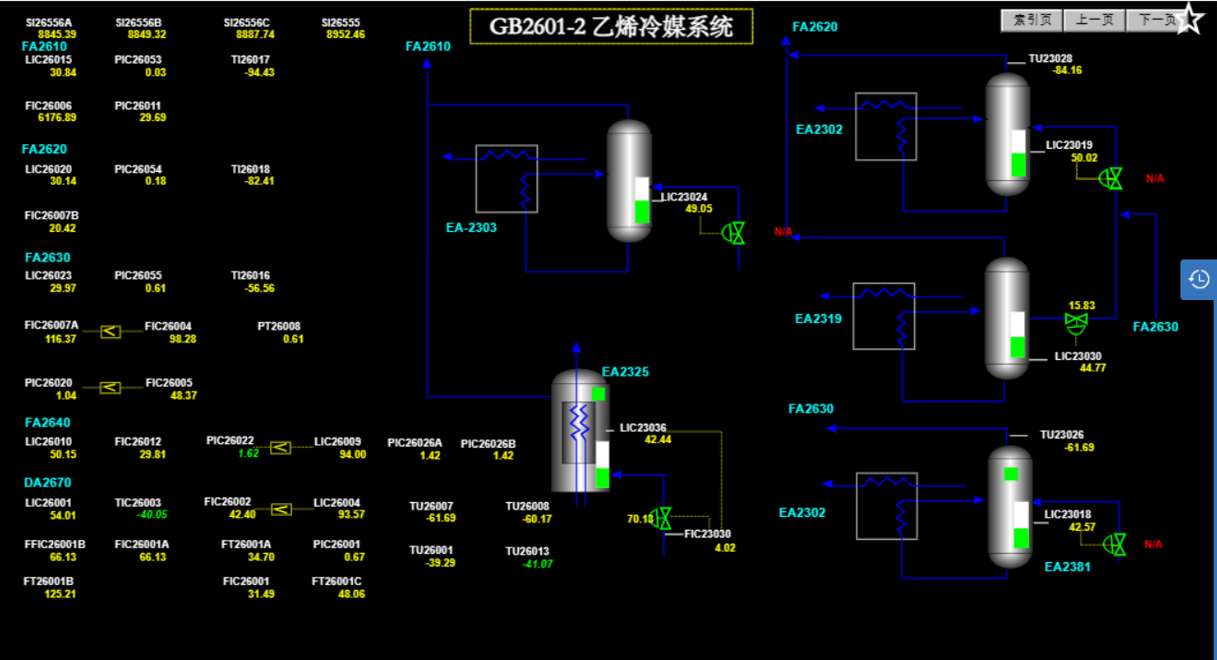 GB2601-2 乙烯冷媒系统
索引页 上一页 下一页
SI26556A SI26556B SI26556C SI26555
8845.39 8849.32 8887.74 8952.46
FA2610
LIC26015 PIC26053 TI26017
30.84 0.03 -94.43
FIC26006 PIC26011
6176.89 29.69
FA2620
LIC26020 PIC26054 TI26018
30.14 0.18 -82.41
FIC26007B
20.42
FA2630
LIC26023 PIC26055 TI26016
29.97 0.61 -56.56
FIC26007A FIC26004 PT26008
116.37 98.28 0.61
PIC26020 FIC26005
1.04 48.37
FA2640
LIC26010 FIC26012 PIC26022 LIC26009 PIC26026A PIC26026B
50.15 29.81 1.62 94.00 1.42 1.42
DA2670
LIC26001 TIC26003 FIC26002 LIC26004 TU26007 TU26008
54.01 -40.05 42.40 93.57 -61.69 -60.17
FFIC26001B FIC26001A FT26001A PIC26001 TU26001 TU26013
66.13 66.13 34.70 0.67 -39.29 -41.07
FT26001B FIC26001 FT26001C
125.21 31.49 48.06
FA2610
EA-2303
LIC23024
49.05
N/A
EA2325
LIC23036
42.44
70.13
FIC23030
4.02
FA2620
TU23028
-84.16
EA2302
LIC23019
50.02
N/A
EA2319
15.83
FA2630
LIC23030
44.77
FA2630
TU23026
-61.69
EA2302
LIC23018
42.57
N/A
EA2381